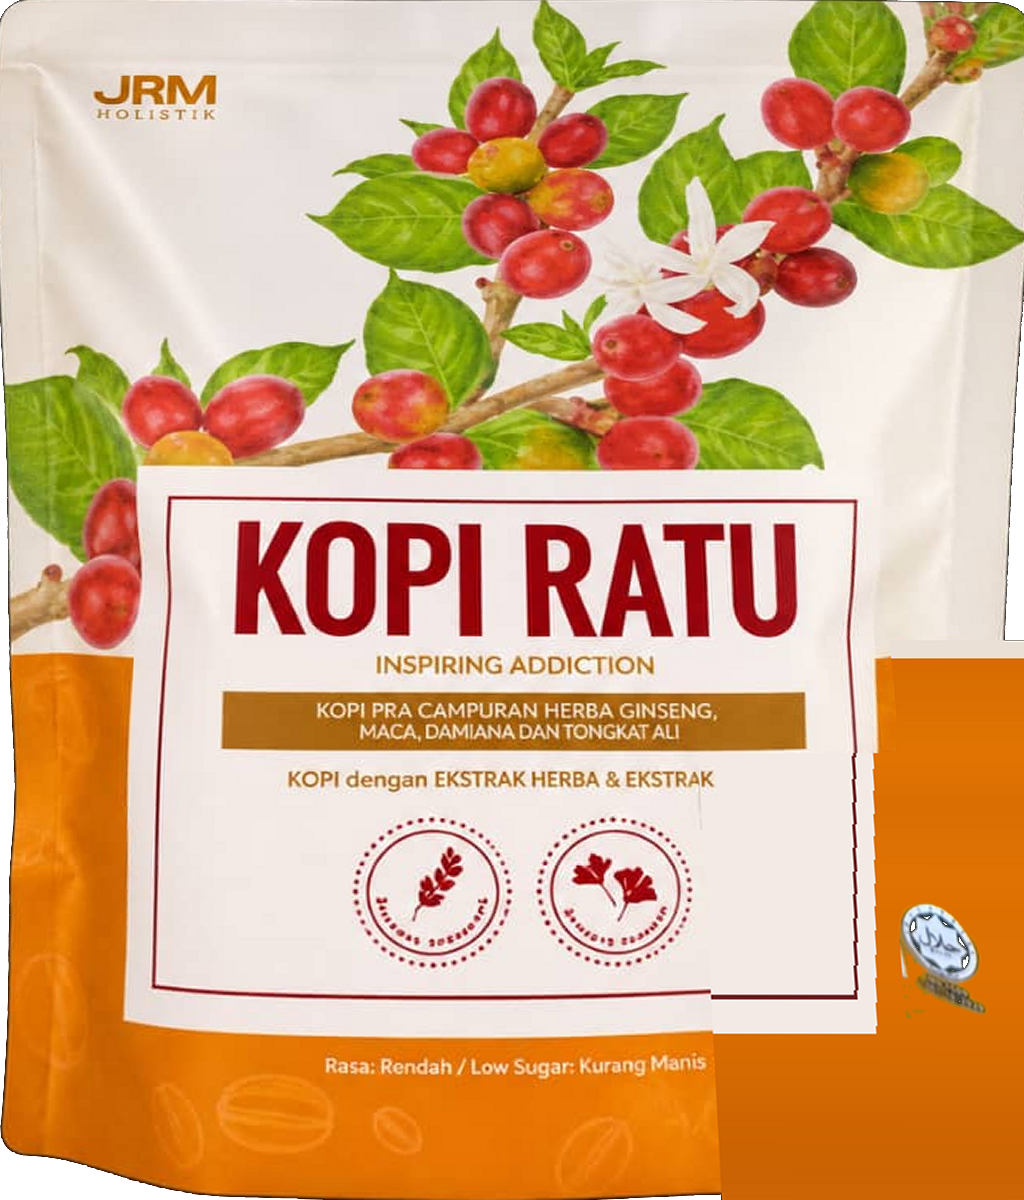 JRM
HOLISTIK
KOPI RATU
INSPIRING ADDICTION
KOPI PRA CAMPURAN HERBA GINSENG,
MACA, DAMIANA DAN TONGKAT ALI
KOPI dengan EKSTRAK HERBA & EKSTRAK
Rasa: Rendah / Low Sugar: Kurang Manis
حلال